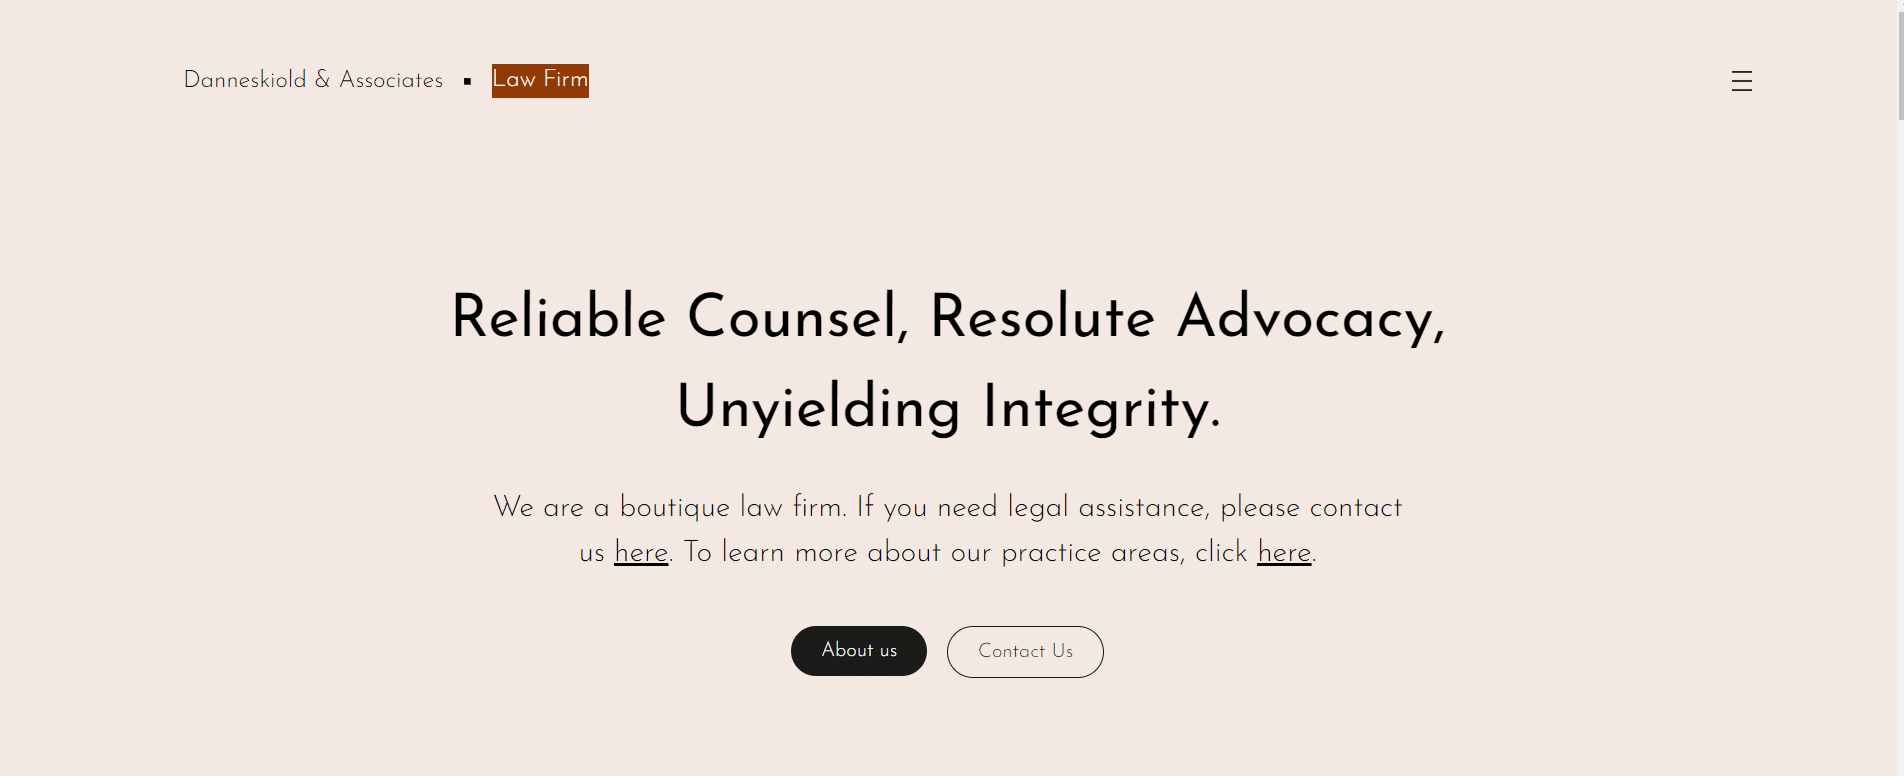 Danneskiold & Associates ▪ Law Firm
Reliable Counsel, Resolute Advocacy,
Unyielding Integrity.
We are a boutique law firm. If you need legal assistance, please contact
us here. To learn more about our practice areas, click here.
About us
Contact Us